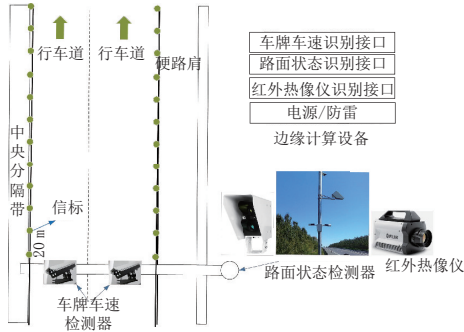 行车道
行车道
硬路肩
中央分隔带
信标
20 m
车牌车速
检测器
车牌车速识别接口
路面状态识别接口
红外热像仪识别接口
电源/防雷
边缘计算设备
路面状态检测器
红外热像仪